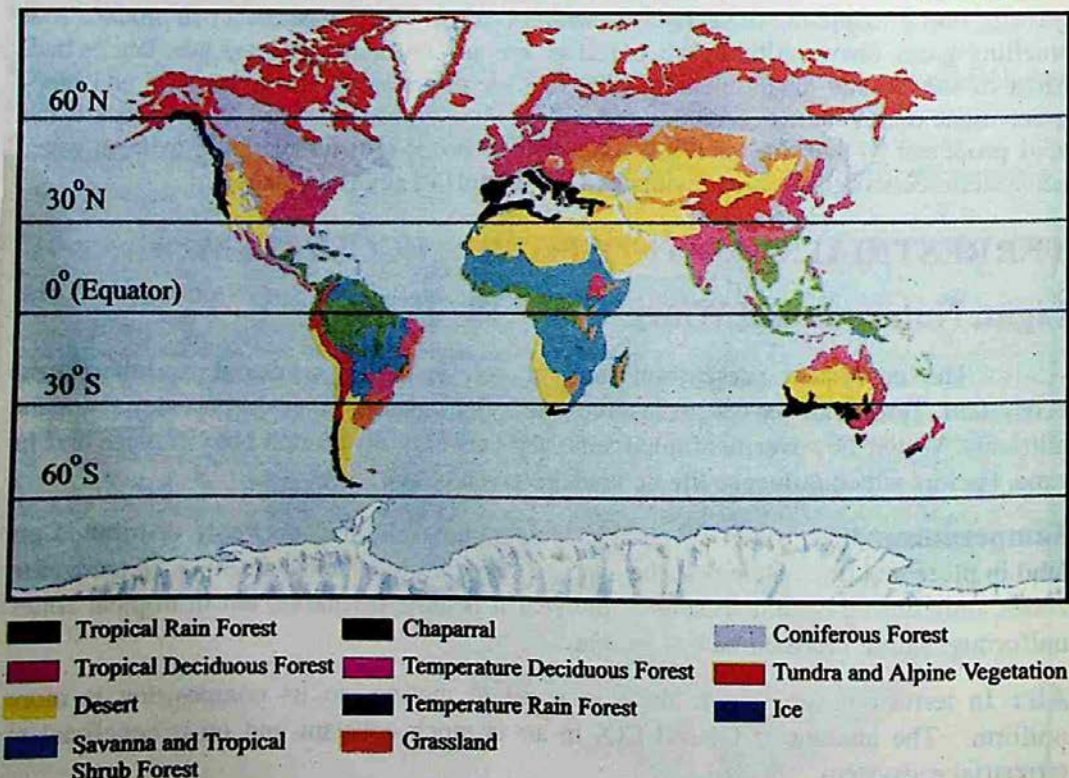 60°N
30°N
0° (Equator)
30°S
60°S
Tropical Rain Forest
Tropical Deciduous Forest
Desert
Savanna and Tropical
Shrub Forest
Chaparral
Temperature Deciduous Forest
Temperature Rain Forest
Grassland
Coniferous Forest
Tundra and Alpine Vegetation
Ice